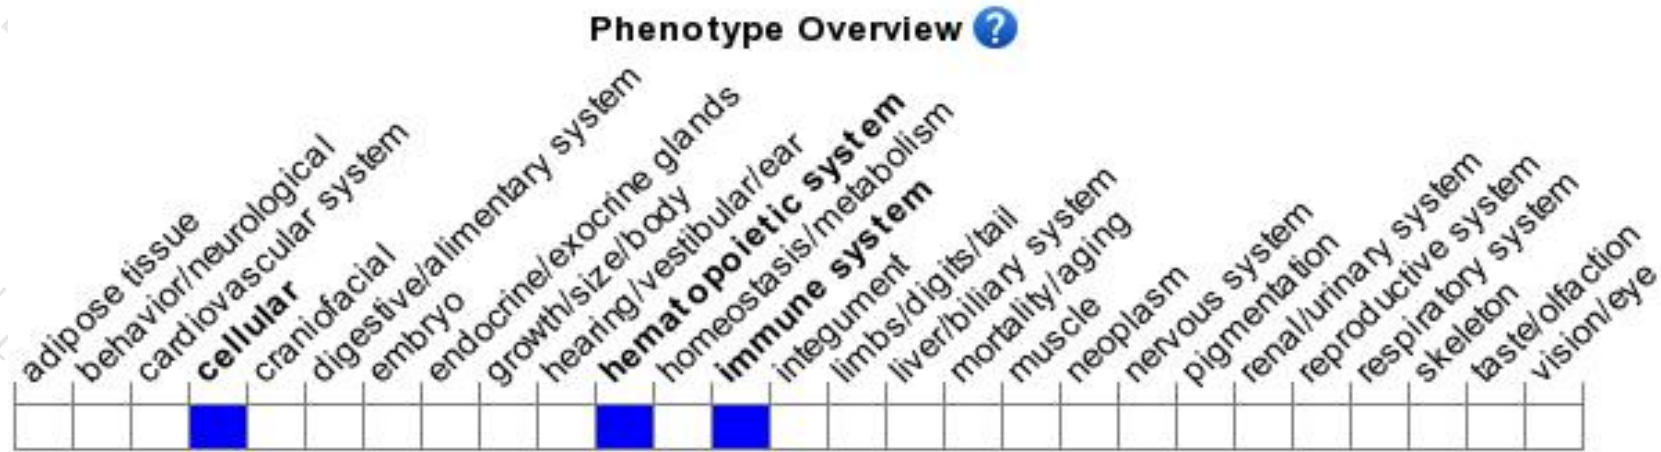 Phenotype Overview ?
adipose tissue
behavior/neurological
cardiovascular system
cellular
craniofacial
digestive/alimentary system
embryo
endocrine/exocrine glands
growth/size/body
hearing/vestibular/ear
hematopoietic system
homeostasis/metabolism
immune system
integument
limbs/digits/tail
liver/biliary system
mortality/aging
muscle
neoplasm
nervous system
pigmentation
renal/urinary system
reproductive system
respiratory system
skeleton
taste/olfaction
vision/eye